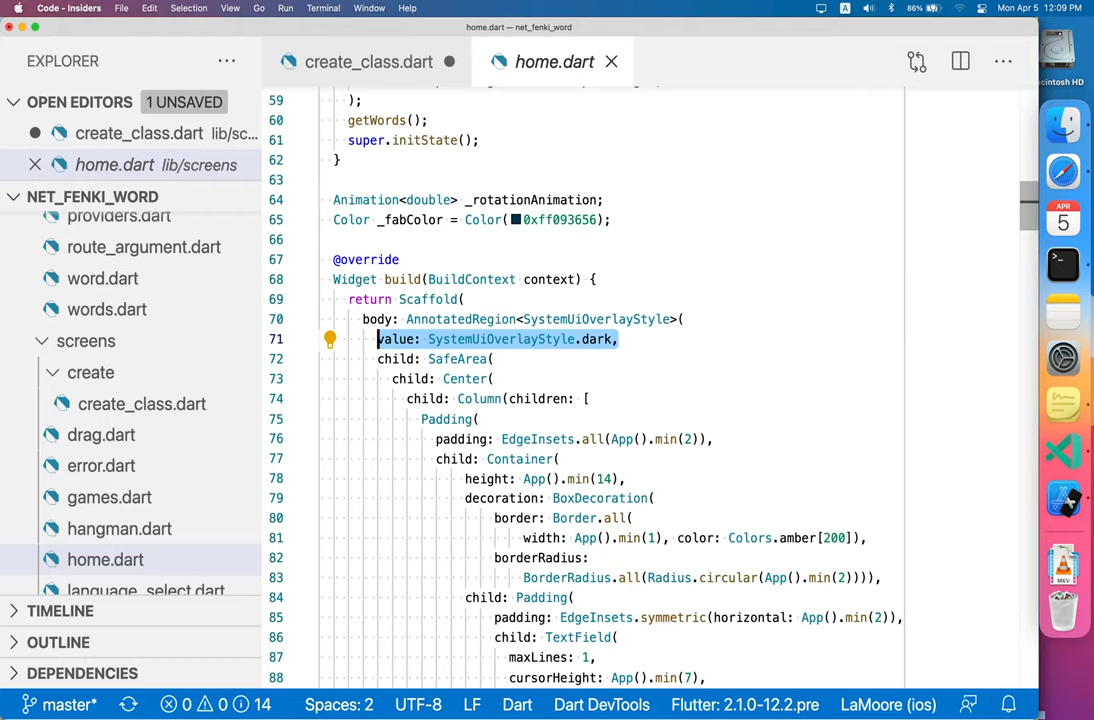 Code - Insiders File Edit Selection View Go Run Terminal Window Help A 86% Mon Apr 5 12:09 PM
home.dart — net_fenki_word
EXPLORER
create_class.dart
home.dart
OPEN EDITORS 1 UNSAVED
create_class.dart lib/sc...
home.dart lib/screens
NET_FENKI_WORD
providers.dart
route_argument.dart
word.dart
words.dart
screens
create
create_class.dart
drag.dart
error.dart
games.dart
hangman.dart
home.dart
language_select.dart
TIMELINE
OUTLINE
DEPENDENCIES
59 );
60 getWords();
61 super.initState();
62 }
63
64 Animation<double> _rotationAnimation;
65 Color _fabColor = Color(0xff093656);
66
67 @override
68 Widget build(BuildContext context) {
69 return Scaffold(
70 body: AnnotatedRegion<SystemUiOverlayStyle>(
71 value: SystemUiOverlayStyle.dark,
72 child: SafeArea(
73 child: Center(
74 child: Column(children: [
75 Padding(
76 padding: EdgeInsets.all(App().min(2)),
77 child: Container(
78 height: App().min(14),
79 decoration: BoxDecoration(
80 border: Border.all(
81 width: App().min(1), color: Colors.amber[200]),
82 borderRadius:
83 BorderRadius.all(Radius.circular(App().min(2)))),
84 child: Padding(
85 padding: EdgeInsets.symmetric(horizontal: App().min(2)),
86 child: TextField(
87 maxLines: 1,
88 cursorHeight: App().min(7),
master* 0 0 14 Spaces: 2 UTF-8 LF Dart Dart DevTools Flutter: 2.1.0-12.2.pre LaMoore (ios)
acintosh HD
APR
5
MKV